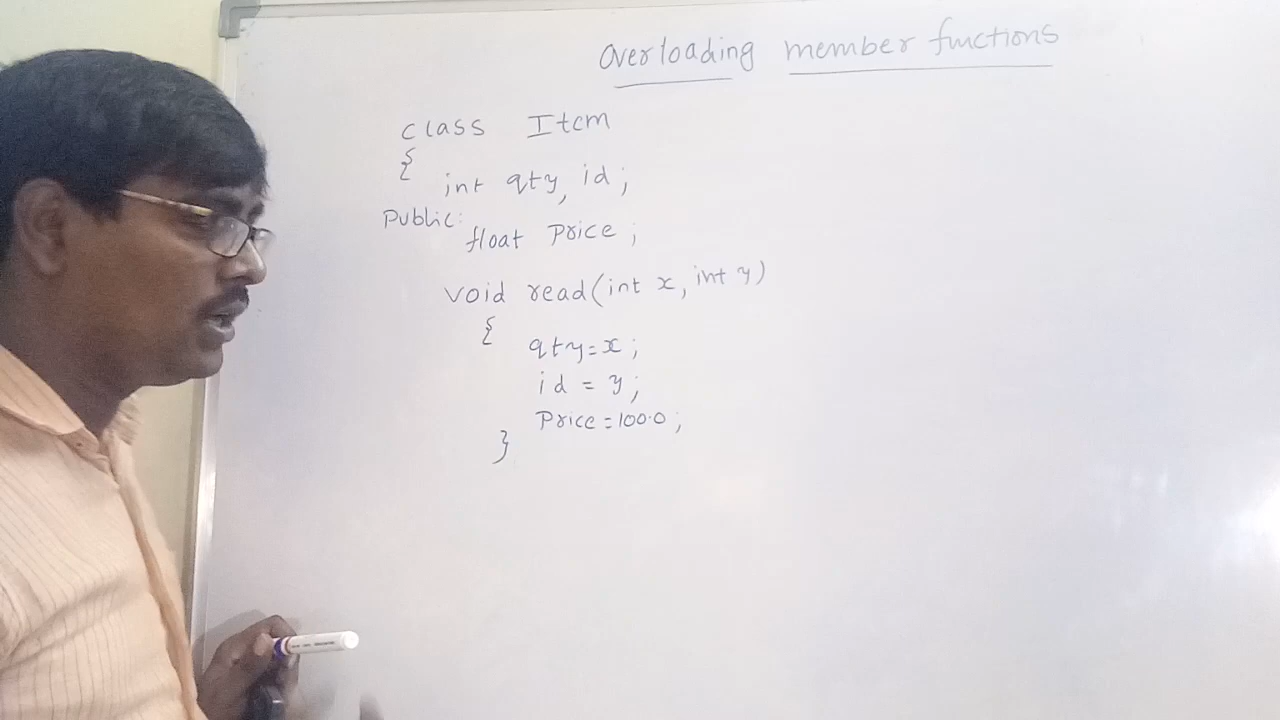 Overloading member functions
class Item
{
int qty, id;
Public:
float Price;
void read(int x, int y)
{
qty=x;
id = y;
Price=100.0;
}